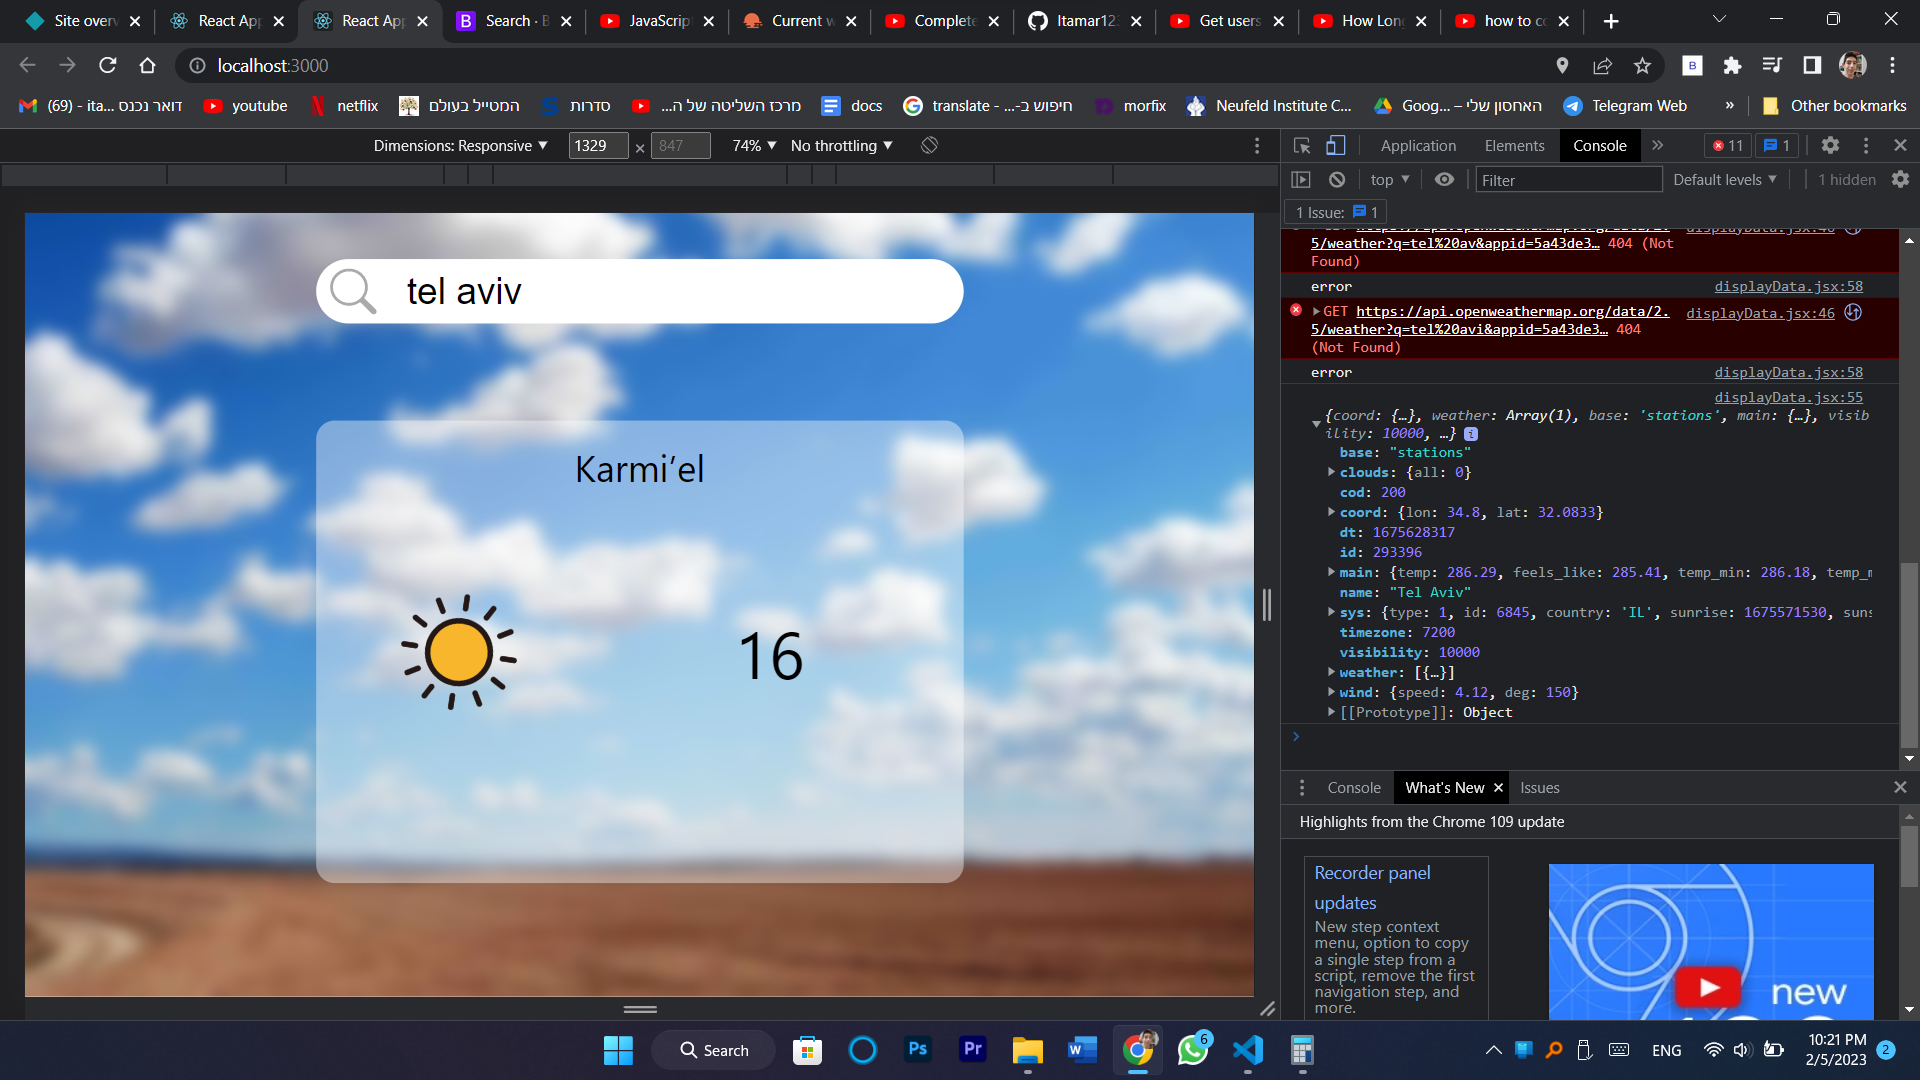 Site overv
React App
React App
Search · B
JavaScript
Current w
Complete
Itamar123
Get users
How Long
how to co
localhost:3000
(69) - ita... דואר נכנס
youtube
netflix
המטייל בעולם
סדרות
מרכז השליטה של ה...
docs
translate - ...חיפוש ב-
morfix
Neufeld Institute C...
Goog... – האחסון שלי
Telegram Web
»
Other bookmarks
Dimensions: Responsive
1329 × 847
74%
No throttling
Application
Elements
Console
»
11
1
top
Filter
Default levels
1 hidden
1 Issue: 1
5/weather?q=tel%20av&appid=5a43de3… 404 (Not
Found)
error displayData.jsx:58
GET https://api.openweathermap.org/data/2. displayData.jsx:46
5/weather?q=tel%20avi&appid=5a43de3… 404
(Not Found)
error displayData.jsx:58
displayData.jsx:55
{coord: {…}, weather: Array(1), base: 'stations', main: {…}, visib
ility: 10000, …}
base: "stations"
clouds: {all: 0}
cod: 200
coord: {lon: 34.8, lat: 32.0833}
dt: 1675628317
id: 293396
main: {temp: 286.29, feels_like: 285.41, temp_min: 286.18, temp_m
name: "Tel Aviv"
sys: {type: 1, id: 6845, country: 'IL', sunrise: 1675571530, suns
timezone: 7200
visibility: 10000
weather: [{…}]
wind: {speed: 4.12, deg: 150}
[[Prototype]]: Object
tel aviv
Karmi'el
16
Console
What's New
Issues
Highlights from the Chrome 109 update
Recorder panel
updates
New step context
menu, option to copy
a single step from a
script, remove the first
navigation step, and
more.
new
Search
6
ENG
10:21 PM
2/5/2023
2